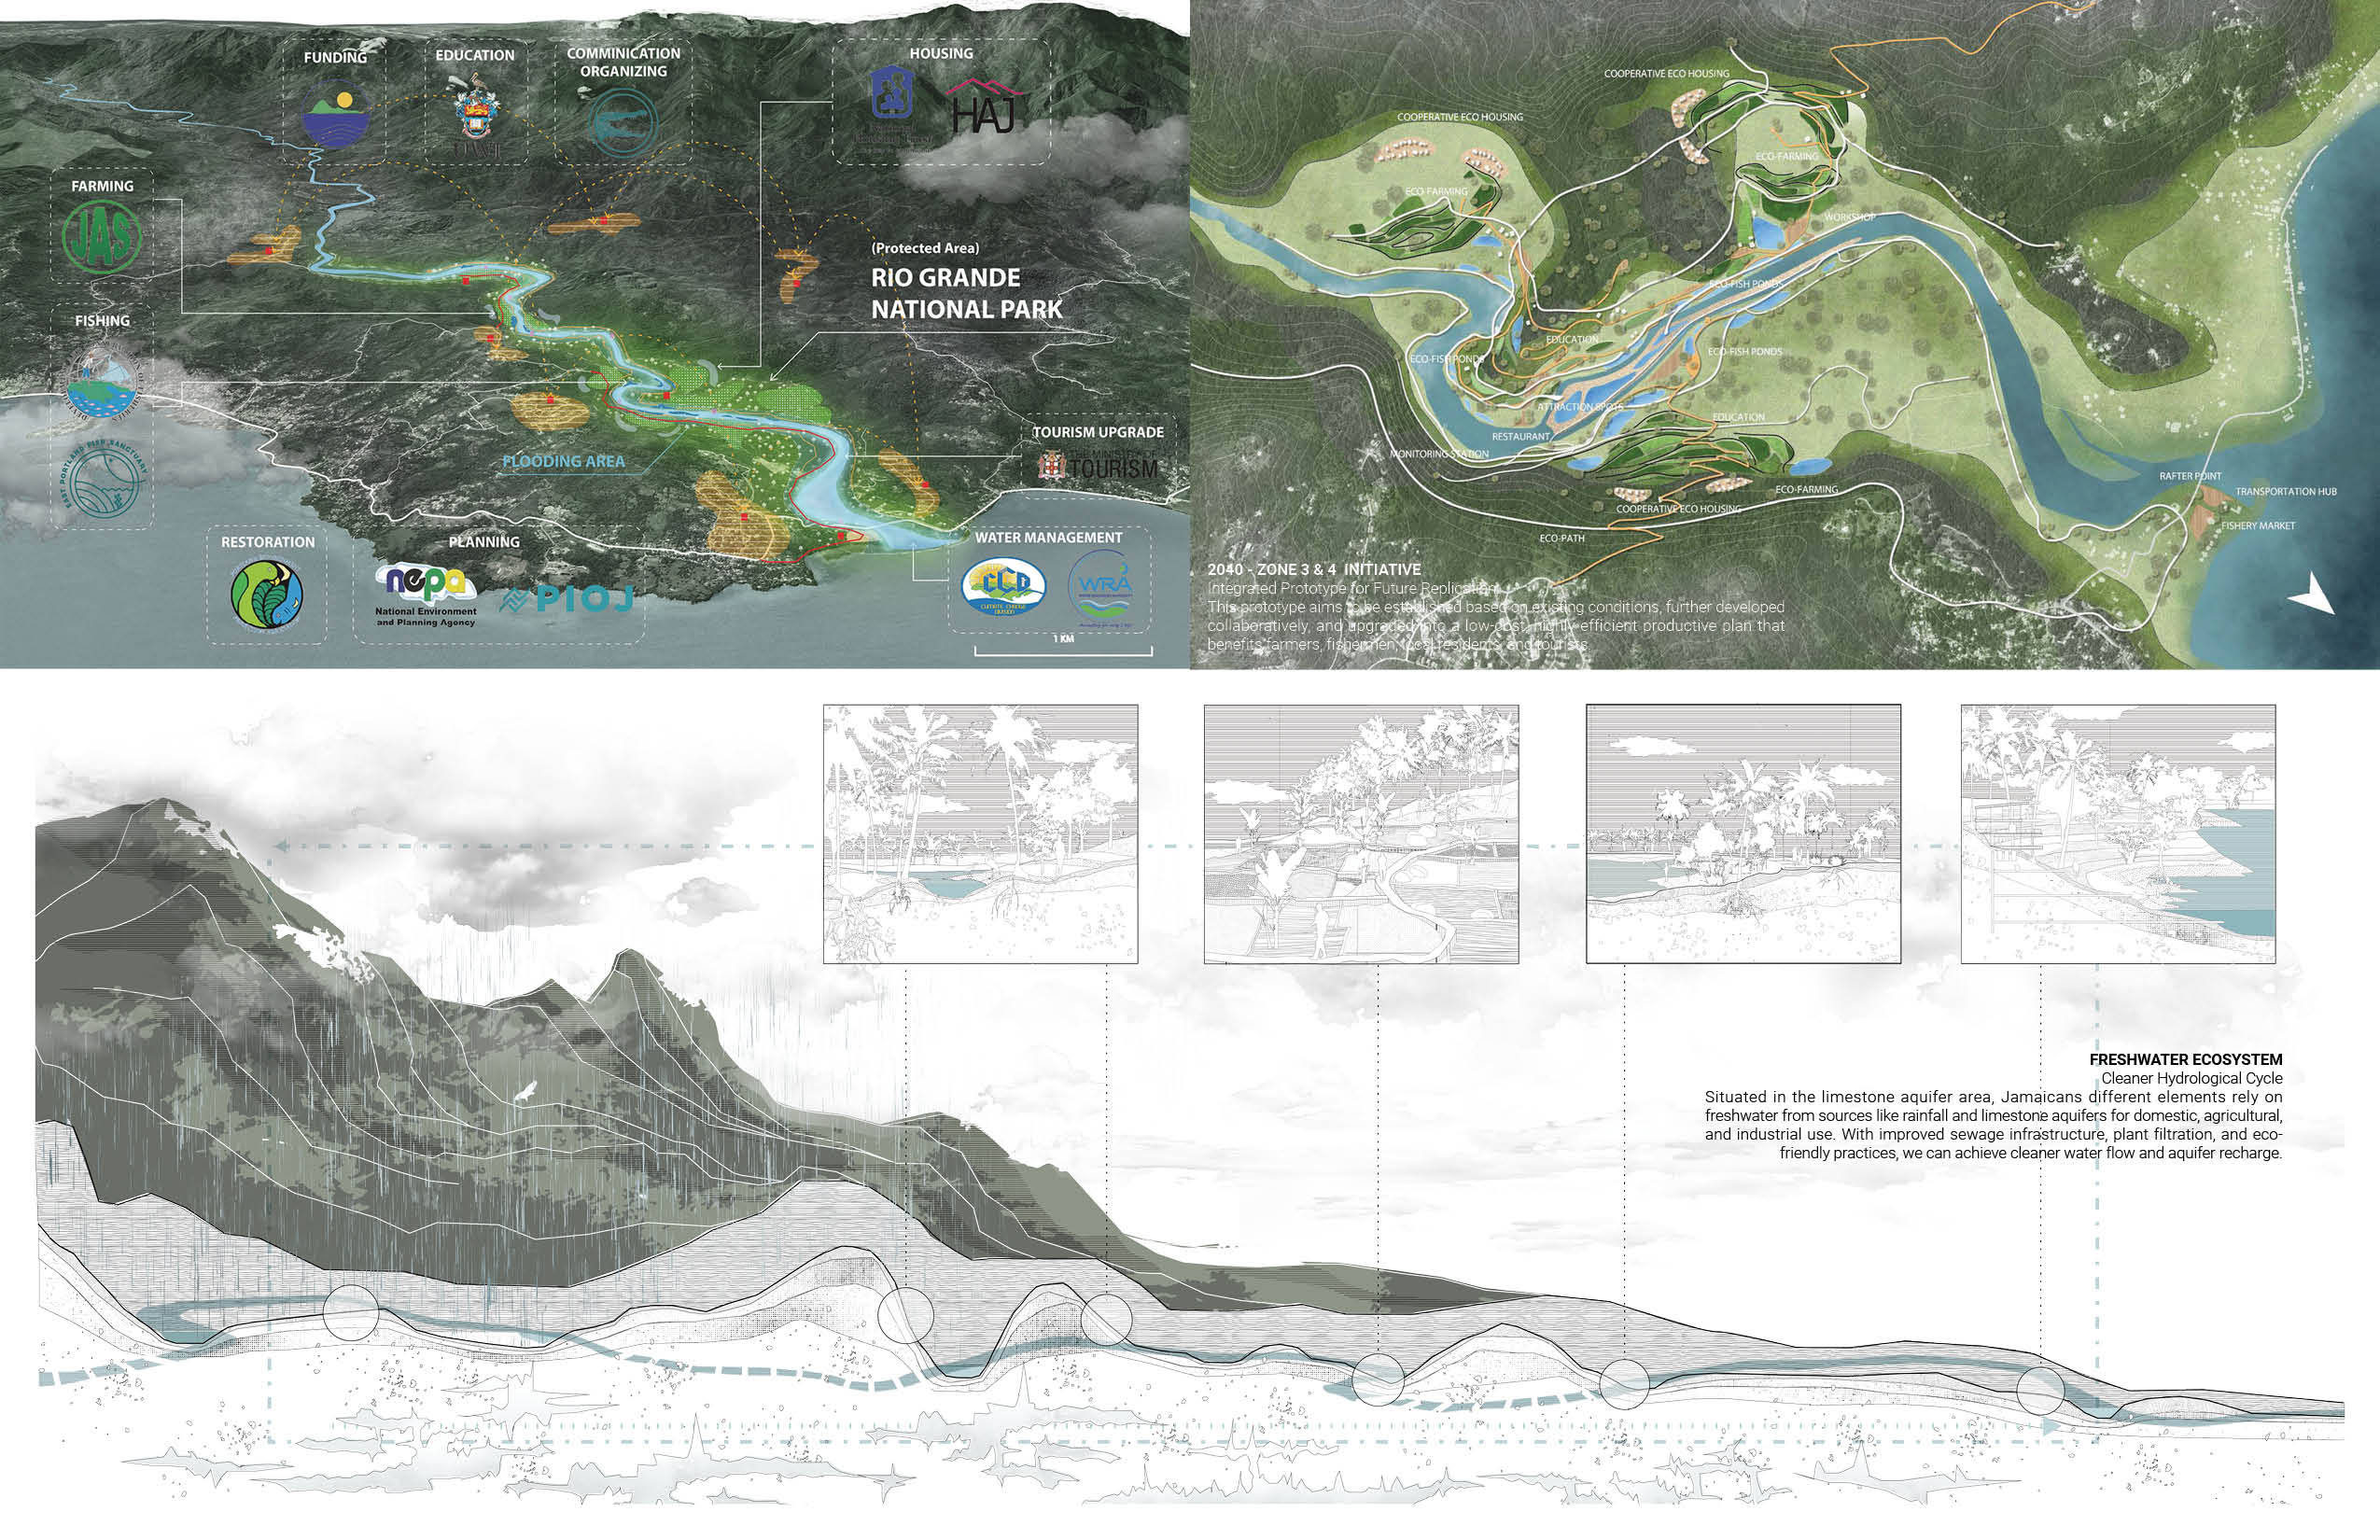 FUNDING
EDUCATION
COMMINICATION
ORGANIZING
HOUSING
HAJ
FARMING
JAS
FISHING
EAST PORTLAND FISH SANCTUARY
(Protected Area)
RIO GRANDE
NATIONAL PARK
FLOODING AREA
TOURISM UPGRADE
THE MINISTRY OF
TOURISM
RESTORATION
PLANNING
nepa
National Environment
and Planning Agency
PIOJ
WATER MANAGEMENT
CCD
CLIMATE CHANGE
DIVISION
WRA
1 KM
COOPERATIVE ECO HOUSING
COOPERATIVE ECO HOUSING
ECO-FARMING
ECO-FARMING
WORKSHOP
ECO-FISH PONDS
EDUCATION
ECO-FISH PONDS
ECO-FISH PONDS
ATTRACTION SPOTS
EDUCATION
RESTAURANT
MONITORING STATION
ECO-FARMING
COOPERATIVE ECO HOUSING
ECO-PATH
RAFTER POINT
TRANSPORTATION HUB
FISHERY MARKET
2040 - ZONE 3 & 4 INITIATIVE
Integrated Prototype for Future Replication
This prototype aims to be established based on existing conditions, further developed
collaboratively, and upgraded into a low-cost, highly efficient productive plan that
benefits farmers, fishermen, local residents, and tourists.
FRESHWATER ECOSYSTEM
Cleaner Hydrological Cycle
Situated in the limestone aquifer area, Jamaicans different elements rely on
freshwater from sources like rainfall and limestone aquifers for domestic, agricultural,
and industrial use. With improved sewage infrastructure, plant filtration, and eco-
friendly practices, we can achieve cleaner water flow and aquifer recharge.